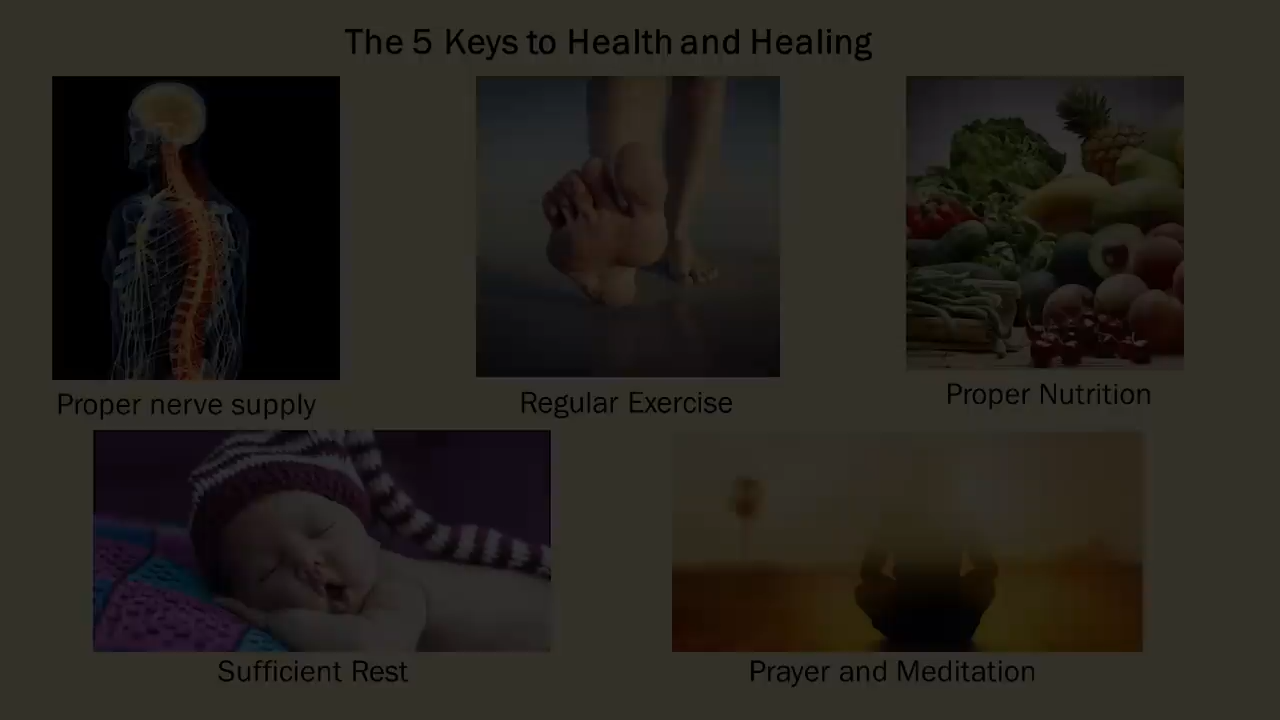 The 5 Keys to Health and Healing
Proper nerve supply
Regular Exercise
Proper Nutrition
Sufficient Rest
Prayer and Meditation